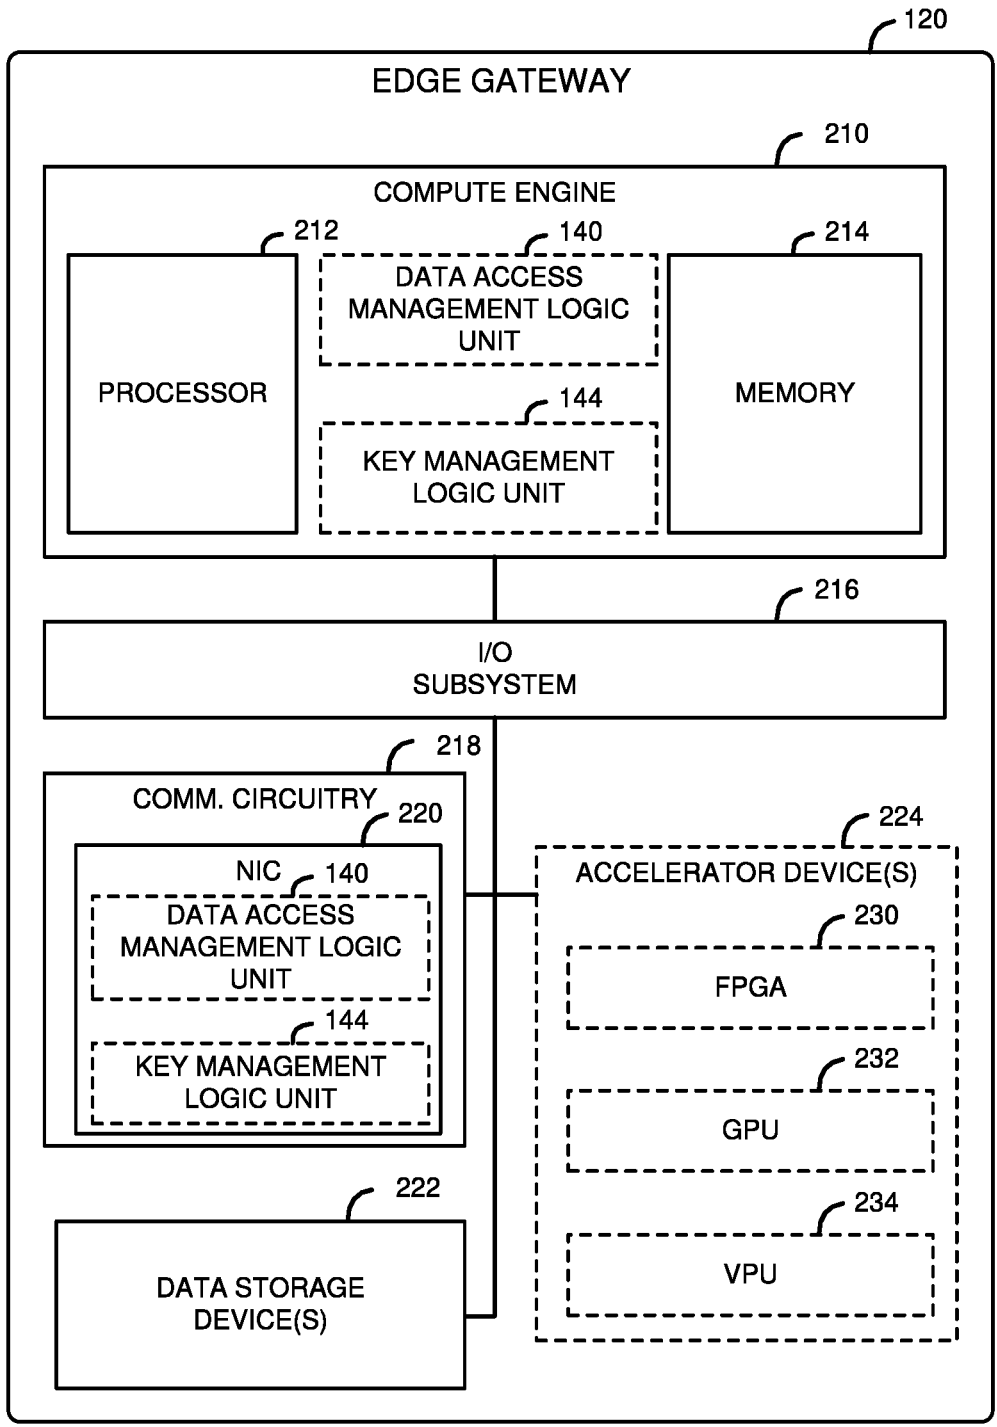 120
EDGE GATEWAY
210
COMPUTE ENGINE
212
140
214
PROCESSOR
DATA ACCESS
MANAGEMENT LOGIC
UNIT
144
KEY MANAGEMENT
LOGIC UNIT
MEMORY
216
I/O
SUBSYSTEM
218
COMM. CIRCUITRY
220
NIC
140
DATA ACCESS
MANAGEMENT LOGIC
UNIT
144
KEY MANAGEMENT
LOGIC UNIT
224
ACCELERATOR DEVICE(S)
230
FPGA
232
GPU
234
VPU
222
DATA STORAGE
DEVICE(S)